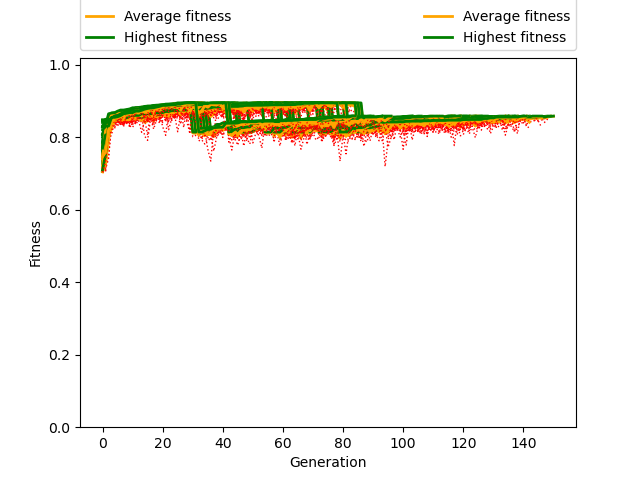 Average fitness Average fitness
Highest fitness Highest fitness
1.0
0.8
0.6
0.4
0.2
0.0
Fitness
0 20 40 60 80 100 120 140
Generation